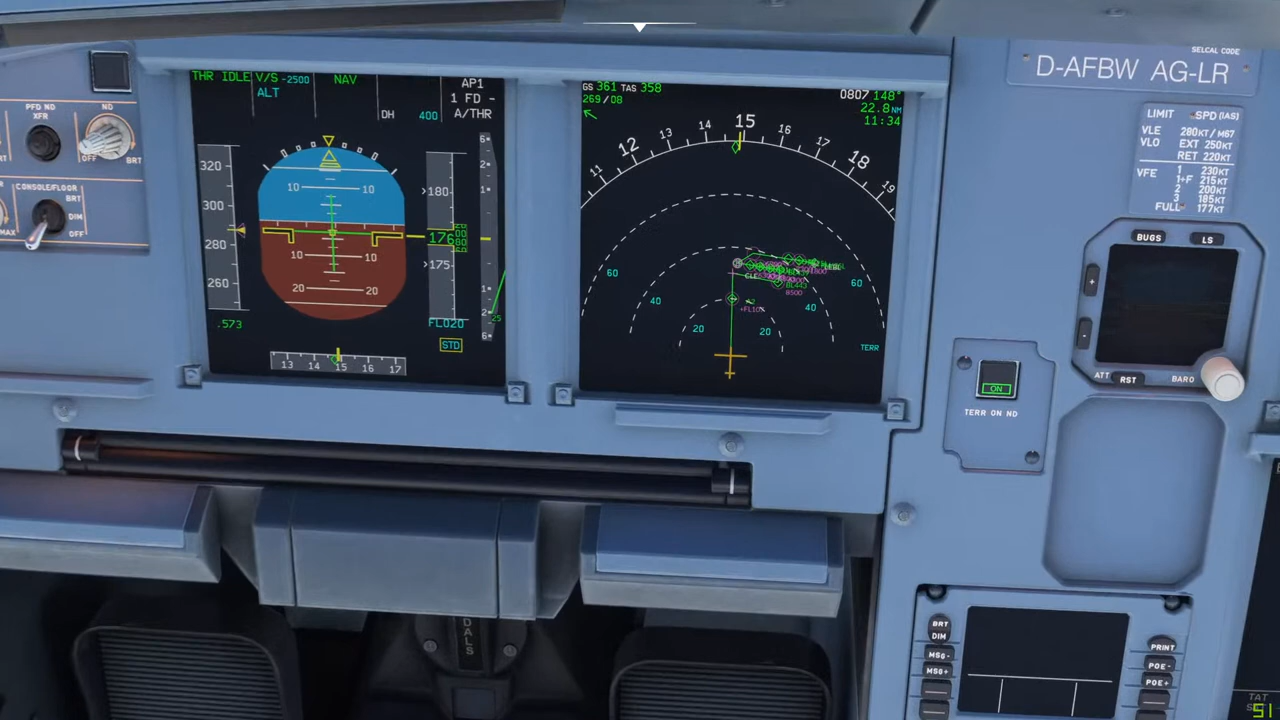 SELCAL CODE
D-AFBW AG-LR
PFD ND
XFR
ND
OFF
BRT
CONSOLE/FLOOR
BRT
DIM
OFF
MAX
THR IDLE V/S -2500 NAV AP1
ALT 1 FD -
A/THR
DH 400
320
300
280
260
10 10
10 10
20 20
180
176
175
.573
FL020
STD
13 14 15 16 17
GS 361 TAS 358
269/08
0807 148°
22.8 NM
11:34
11 12 13 14 15 16 17 18 19
60 60
40 40
20 20
TERR
LIMIT SPD (IAS)
VLE 280KT / M67
VLO EXT 250KT
RET 220KT
VFE 1 230KT
1+F 215KT
2 200KT
3 185KT
FULL 177KT
BUGS LS
+
-
ATT RST BARO
ON
TERR ON ND
DALS
BRT
DIM
MSG-
MSG+
PRINT
POE-
POE+
TAT